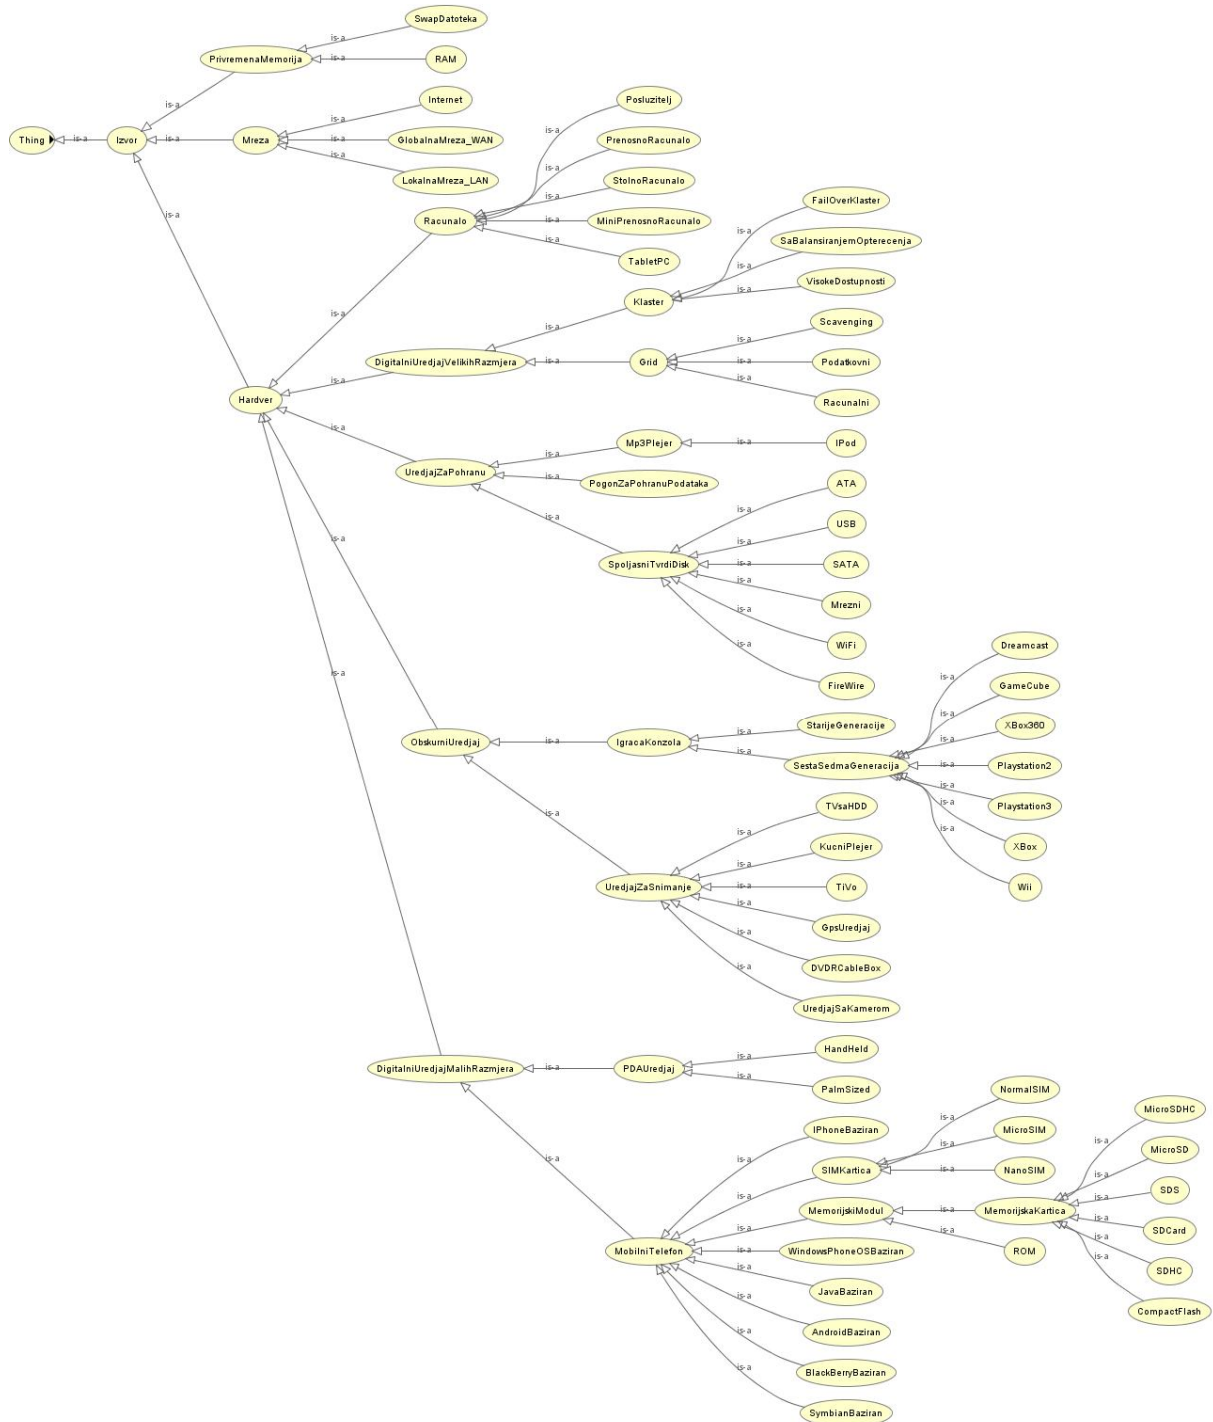 SwapDatoteka
is-a
PrivremenaMemorija
is-a
RAM
is-a
Internet
is-a
Thing
is-a
Izvor
is-a
Mreza
is-a
GlobalnaMreza_WAN
is-a
LokalnaMreza_LAN
is-a
Posluzitelj
is-a
PrenosnoRacunalo
is-a
StolnoRacunalo
is-a
Racunalo
is-a
MiniPrenosnoRacunalo
is-a
TabletPC
is-a
FailOverKlaster
is-a
SaBalansiranjemOpterecenja
is-a
VisokeDostupnosti
is-a
Klaster
is-a
Scavenging
is-a
DigitalniUredjajVelikihRazmjera
is-a
Grid
is-a
Podatkovni
is-a
Racunalni
is-a
Hardver
is-a
Mp3Plejer
is-a
IPod
is-a
UredjajZaPohranu
is-a
PogonZaPohranuPodataka
is-a
ATA
is-a
USB
is-a
SpoljasniTvrdiDisk
is-a
SATA
is-a
Mrezni
is-a
WiFi
is-a
FireWire
is-a
Dreamcast
is-a
GameCube
is-a
StarijeGeneracije
is-a
XBox360
is-a
ObskurniUredjaj
is-a
IgracaKonzola
is-a
SestaSedmaGeneracija
is-a
Playstation2
Playstation3
is-a
XBox
is-a
Wii
is-a
TVsaHDD
is-a
KucniPlejer
is-a
UredjajZaSnimanje
is-a
TiVo
is-a
GpsUredjaj
is-a
DVDRCableBox
is-a
UredjajSaKamerom
is-a
HandHeld
is-a
DigitalniUredjajMalihRazmjera
is-a
PDAUredjaj
is-a
PalmSized
is-a
NormalSIM
is-a
IPhoneBaziran
is-a
MicroSIM
is-a
SIMKartica
is-a
NanoSIM
is-a
MicroSDHC
is-a
MicroSD
is-a
SDS
is-a
MemorijskiModul
is-a
MemorijskaKartica
is-a
SDCard
is-a
MobilniTelefon
is-a
WindowsPhoneOSBaziran
ROM
is-a
SDHC
is-a
JavaBaziran
is-a
CompactFlash
AndroidBaziran
is-a
BlackBerryBaziran
is-a
SymbianBaziran